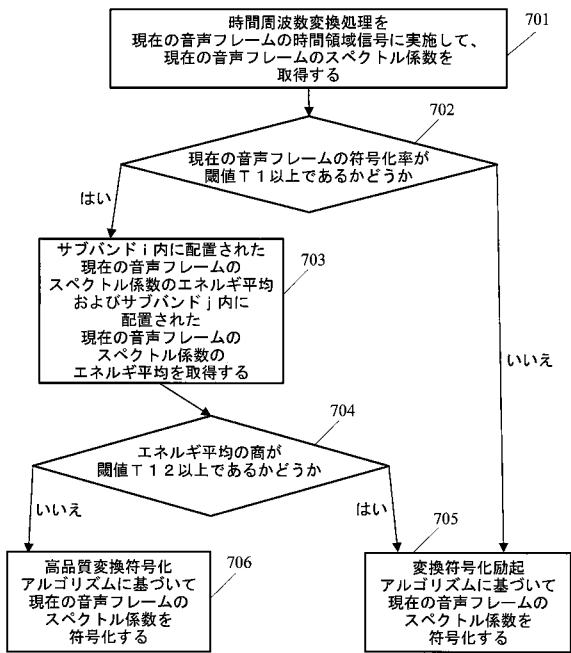 時間周波数変換処理を
現在の音声フレームの時間領域信号に実施して、
現在の音声フレームのスペクトル係数を
取得する
701
702
現在の音声フレームの符号化率が
閾値Ｔ１以上であるかどうか
はい
サブバンドｉ内に配置された
現在の音声フレームの
スペクトル係数のエネルギ平均
およびサブバンドｊ内に
配置された
現在の音声フレームの
スペクトル係数の
エネルギ平均を取得する
703
いいえ
704
エネルギ平均の商が
閾値Ｔ１２以上であるかどうか
いいえ
はい
705
高品質変換符号化
アルゴリズムに基づいて
現在の音声フレームの
スペクトル係数を
符号化する
706
変換符号化励起
アルゴリズムに基づいて
現在の音声フレームの
スペクトル係数を
符号化する